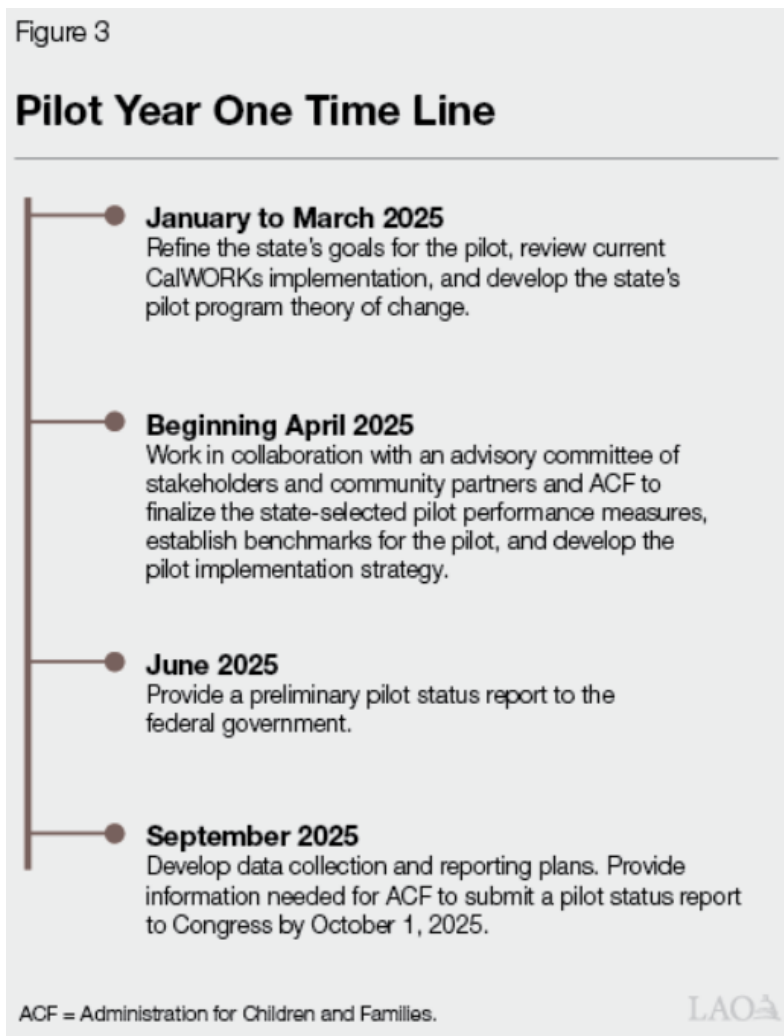 Figure 3
Pilot Year One Time Line
January to March 2025
Refine the state's goals for the pilot, review current
CalWORKs implementation, and develop the state's
pilot program theory of change.
Beginning April 2025
Work in collaboration with an advisory committee of
stakeholders and community partners and ACF to
finalize the state-selected pilot performance measures,
establish benchmarks for the pilot, and develop the
pilot implementation strategy.
June 2025
Provide a preliminary pilot status report to the
federal government.
September 2025
Develop data collection and reporting plans. Provide
information needed for ACF to submit a pilot status report
to Congress by October 1, 2025.
ACF = Administration for Children and Families.
LAO